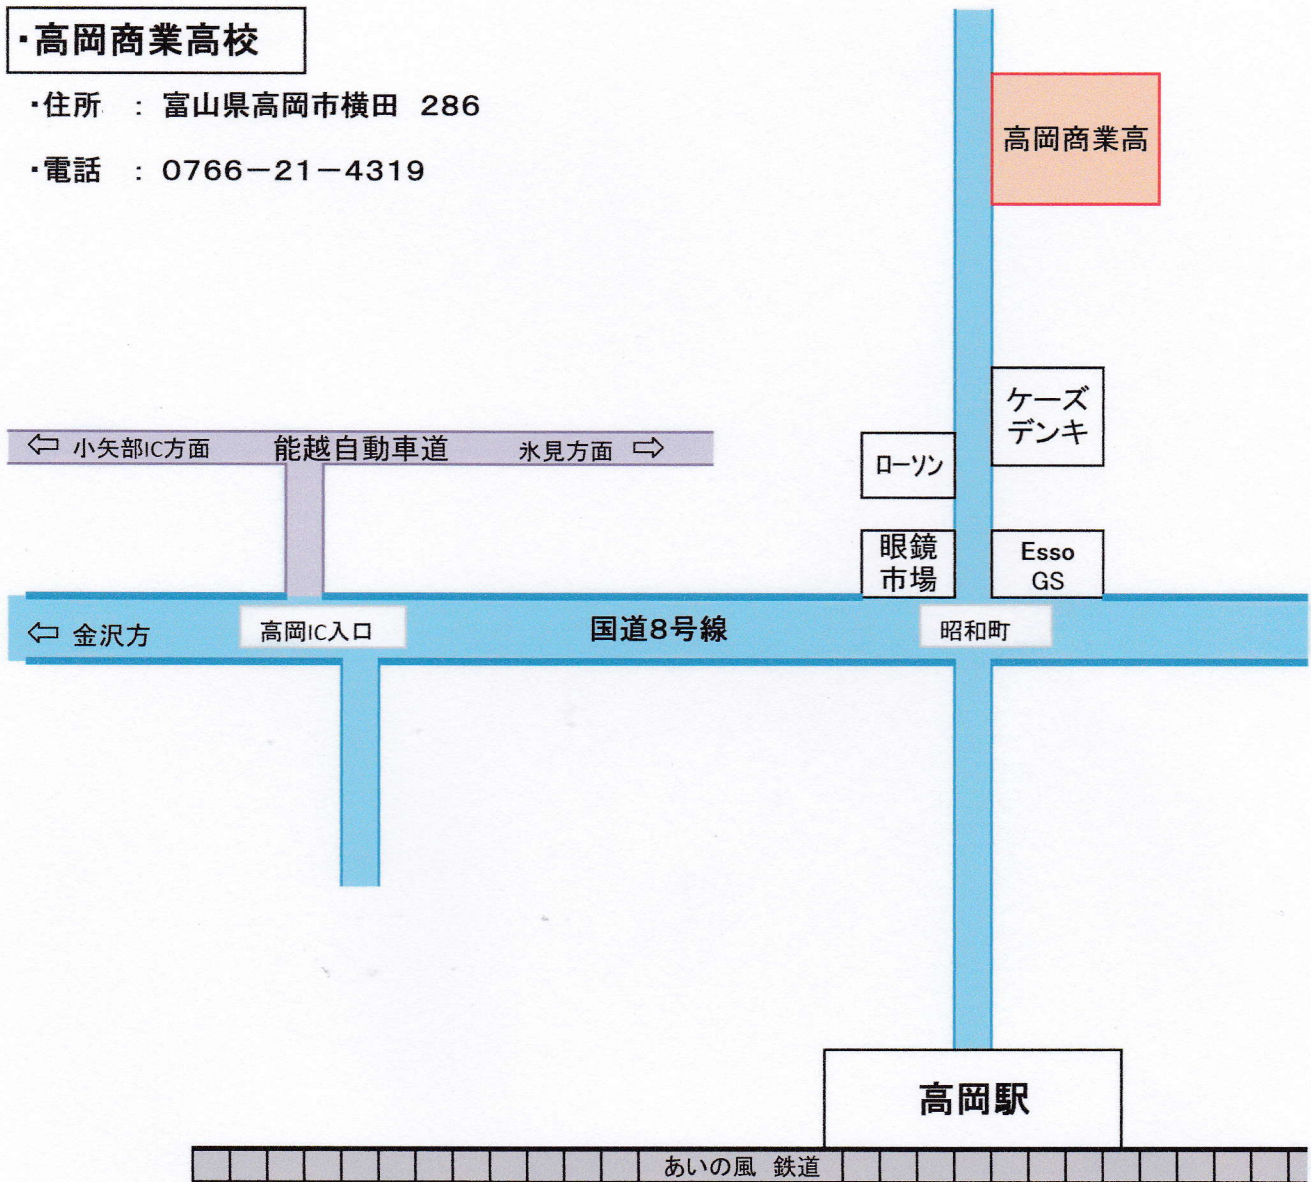 ・高岡商業高校
・住所 : 富山県高岡市横田 286
・電話 : 0766－21－4319
高岡商業高
ケーズ
デンキ
⇦ 小矢部IC方面 能越自動車道 氷見方面 ⇨
ローソン
眼鏡
市場
Esso
GS
⇦ 金沢方
高岡IC入口
国道8号線
昭和町
高岡駅
あいの風 鉄道